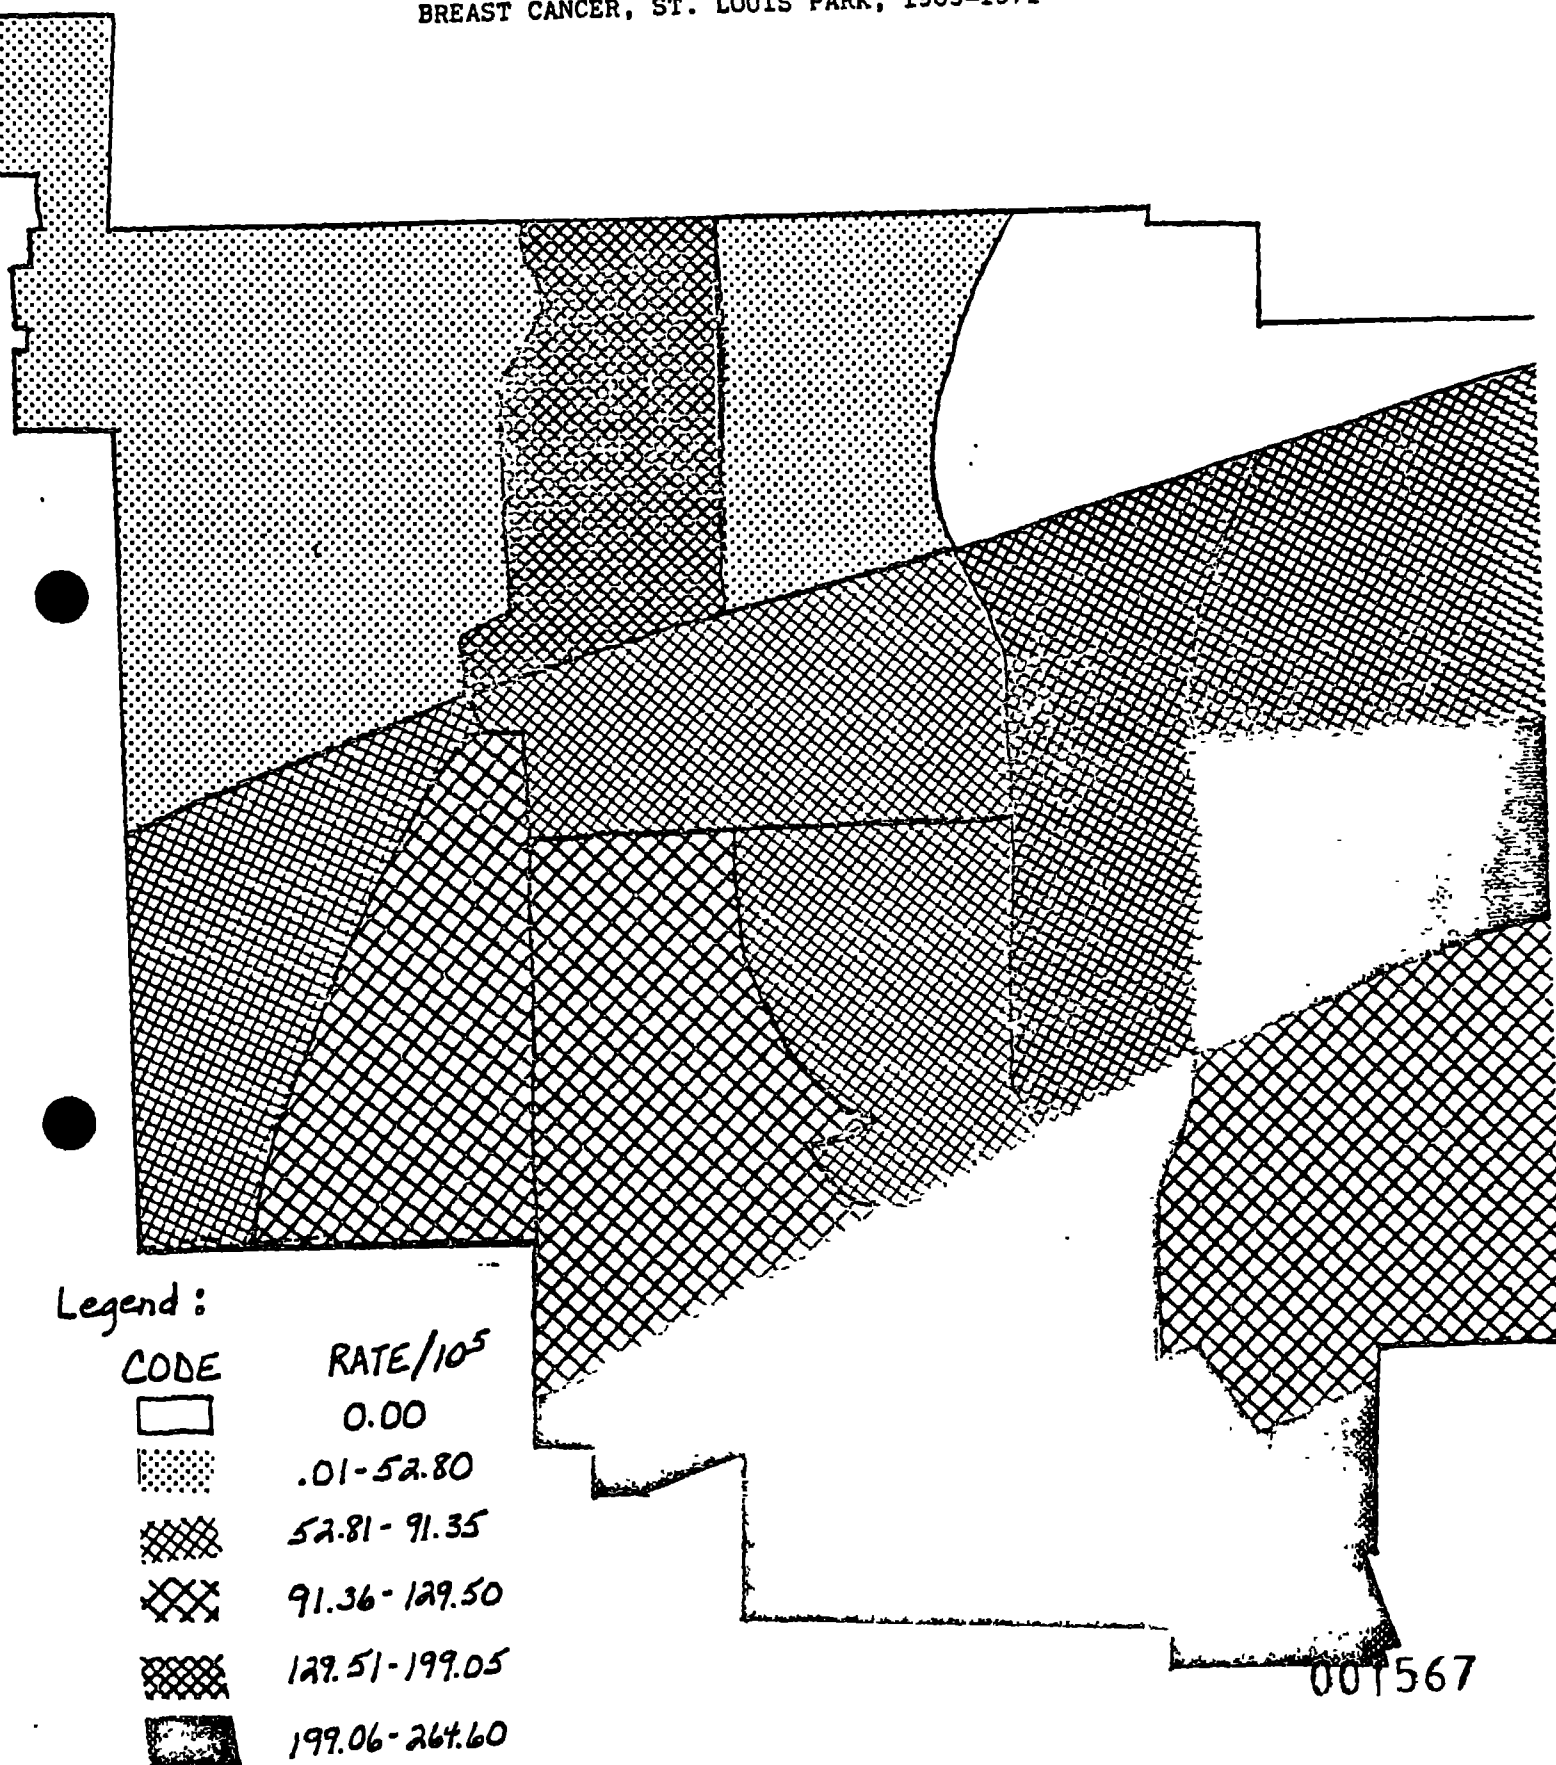 BREAST CANCER, ST. LOUIS PARK,
Legend :
CODE RATE/10⁵
0.00
.01-52.80
52.81-91.35
91.36-129.50
129.51-199.05
199.06-264.60
001567